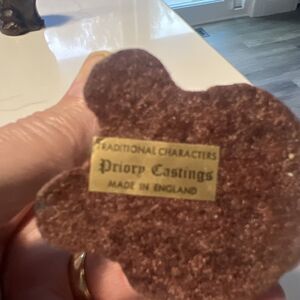 TRADITIONAL CHARACTERS
Priory Castings
MADE IN ENGLAND